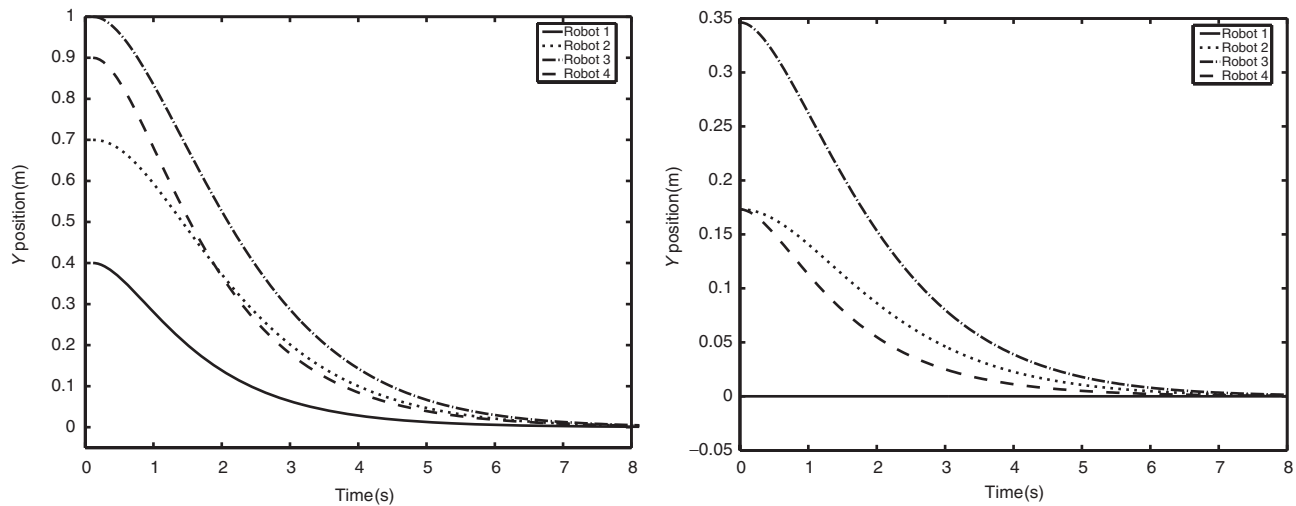 1
0.9
0.8
0.7
0.6
0.5
0.4
0.3
0.2
0.1
0
Y position(m)
0 1 2 3 4 5 6 7 8
Time(s)
Robot 1
Robot 2
Robot 3
Robot 4
0.35
0.3
0.25
0.2
0.15
0.1
0.05
0
−0.05
Y position(m)
0 1 2 3 4 5 6 7 8
Time(s)
Robot 1
Robot 2
Robot 3
Robot 4